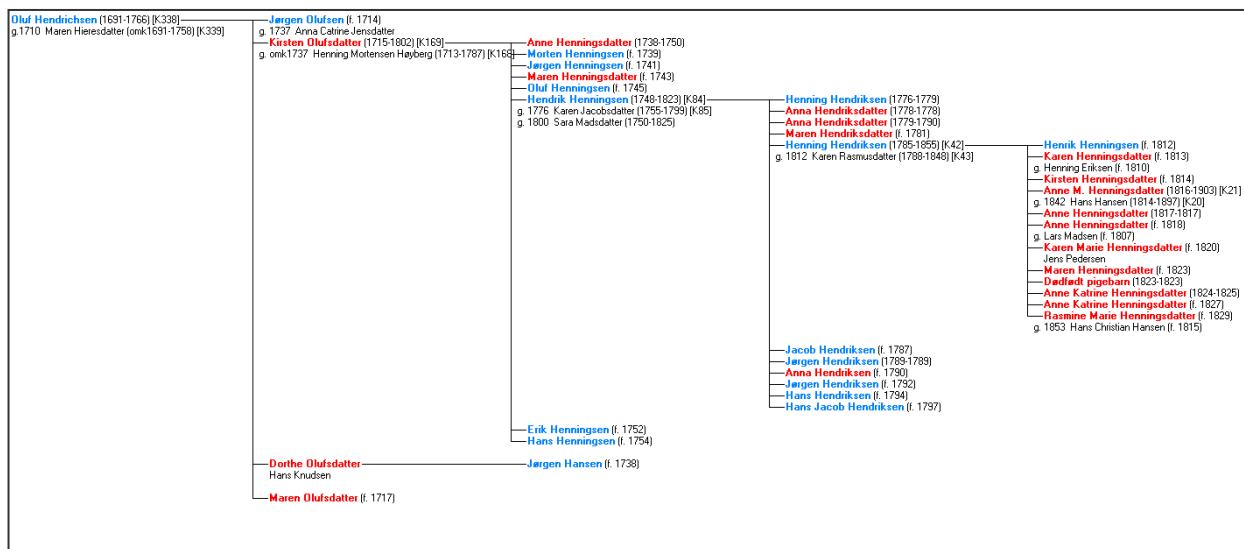 Oluf Hendrichsen (1691-1766) [K338]
g.1710 Maren Hieresdatter (omk1691-1758) [K339]
Jørgen Olufsen (f. 1714)
g. 1737 Anna Catrine Jensdatter
Kirsten Olufsdatter (1715-1802) [K169]
g. omk1737 Henning Mortensen Høyberg (1713-1787) [K168]
Anne Henningsdatter (1738-1750)
Morten Henningsen (f. 1739)
Jørgen Henningsen (f. 1741)
Maren Henningsdatter (f. 1743)
Oluf Henningsen (f. 1745)
Hendrik Henningsen (1748-1823) [K84]
g. 1776 Karen Jacobsdatter (1755-1799) [K85]
g. 1800 Sara Madsdatter (1750-1825)
Henning Hendriksen (1776-1779)
Anna Hendriksdatter (1778-1778)
Anna Hendriksdatter (1779-1790)
Maren Hendriksdatter (f. 1781)
Henning Hendriksen (1785-1855) [K42]
g. 1812 Karen Rasmusdatter (1788-1848) [K43]
Henrik Henningsen (f. 1812)
Karen Henningsdatter (f. 1813)
g. Henning Eriksen (f. 1810)
Kirsten Henningsdatter (f. 1814)
Anne M. Henningsdatter (1816-1903) [K21]
g. 1842 Hans Hansen (1814-1897) [K20]
Anne Henningsdatter (1817-1817)
Anne Henningsdatter (f. 1818)
g. Lars Madsen (f. 1807)
Karen Marie Henningsdatter (f. 1820)
Jens Pedersen
Maren Henningsdatter (f. 1823)
Dødfødt pigebarn (1823-1823)
Anne Katrine Henningsdatter (1824-1825)
Anne Katrine Henningsdatter (f. 1827)
Rasmine Marie Henningsdatter (f. 1829)
g. 1853 Hans Christian Hansen (f. 1815)
Jacob Hendriksen (f. 1787)
Jørgen Hendriksen (1789-1789)
Anna Hendriksen (f. 1790)
Jørgen Hendriksen (f. 1792)
Hans Hendriksen (f. 1794)
Hans Jacob Hendriksen (f. 1797)
Erik Henningsen (f. 1752)
Hans Henningsen (f. 1754)
Dorthe Olufsdatter
Hans Knudsen
Jørgen Hansen (f. 1738)
Maren Olufsdatter (f. 1717)